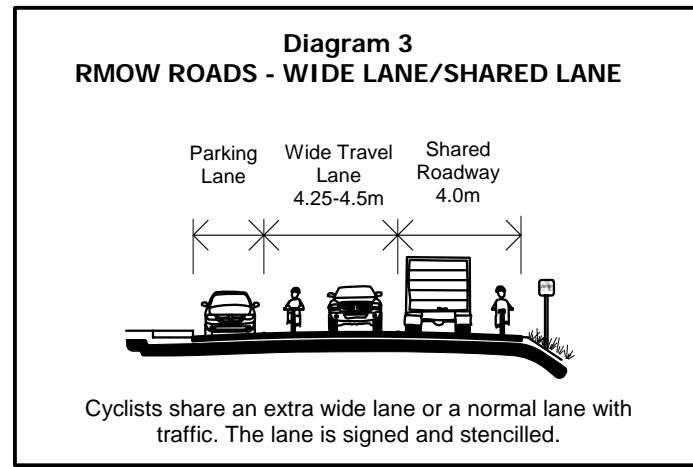 Diagram 3
RMOW ROADS - WIDE LANE/SHARED LANE
Parking
Lane
Wide Travel
Lane
4.25-4.5m
Shared
Roadway
4.0m
Cyclists share an extra wide lane or a normal lane with
traffic. The lane is signed and stencilled.